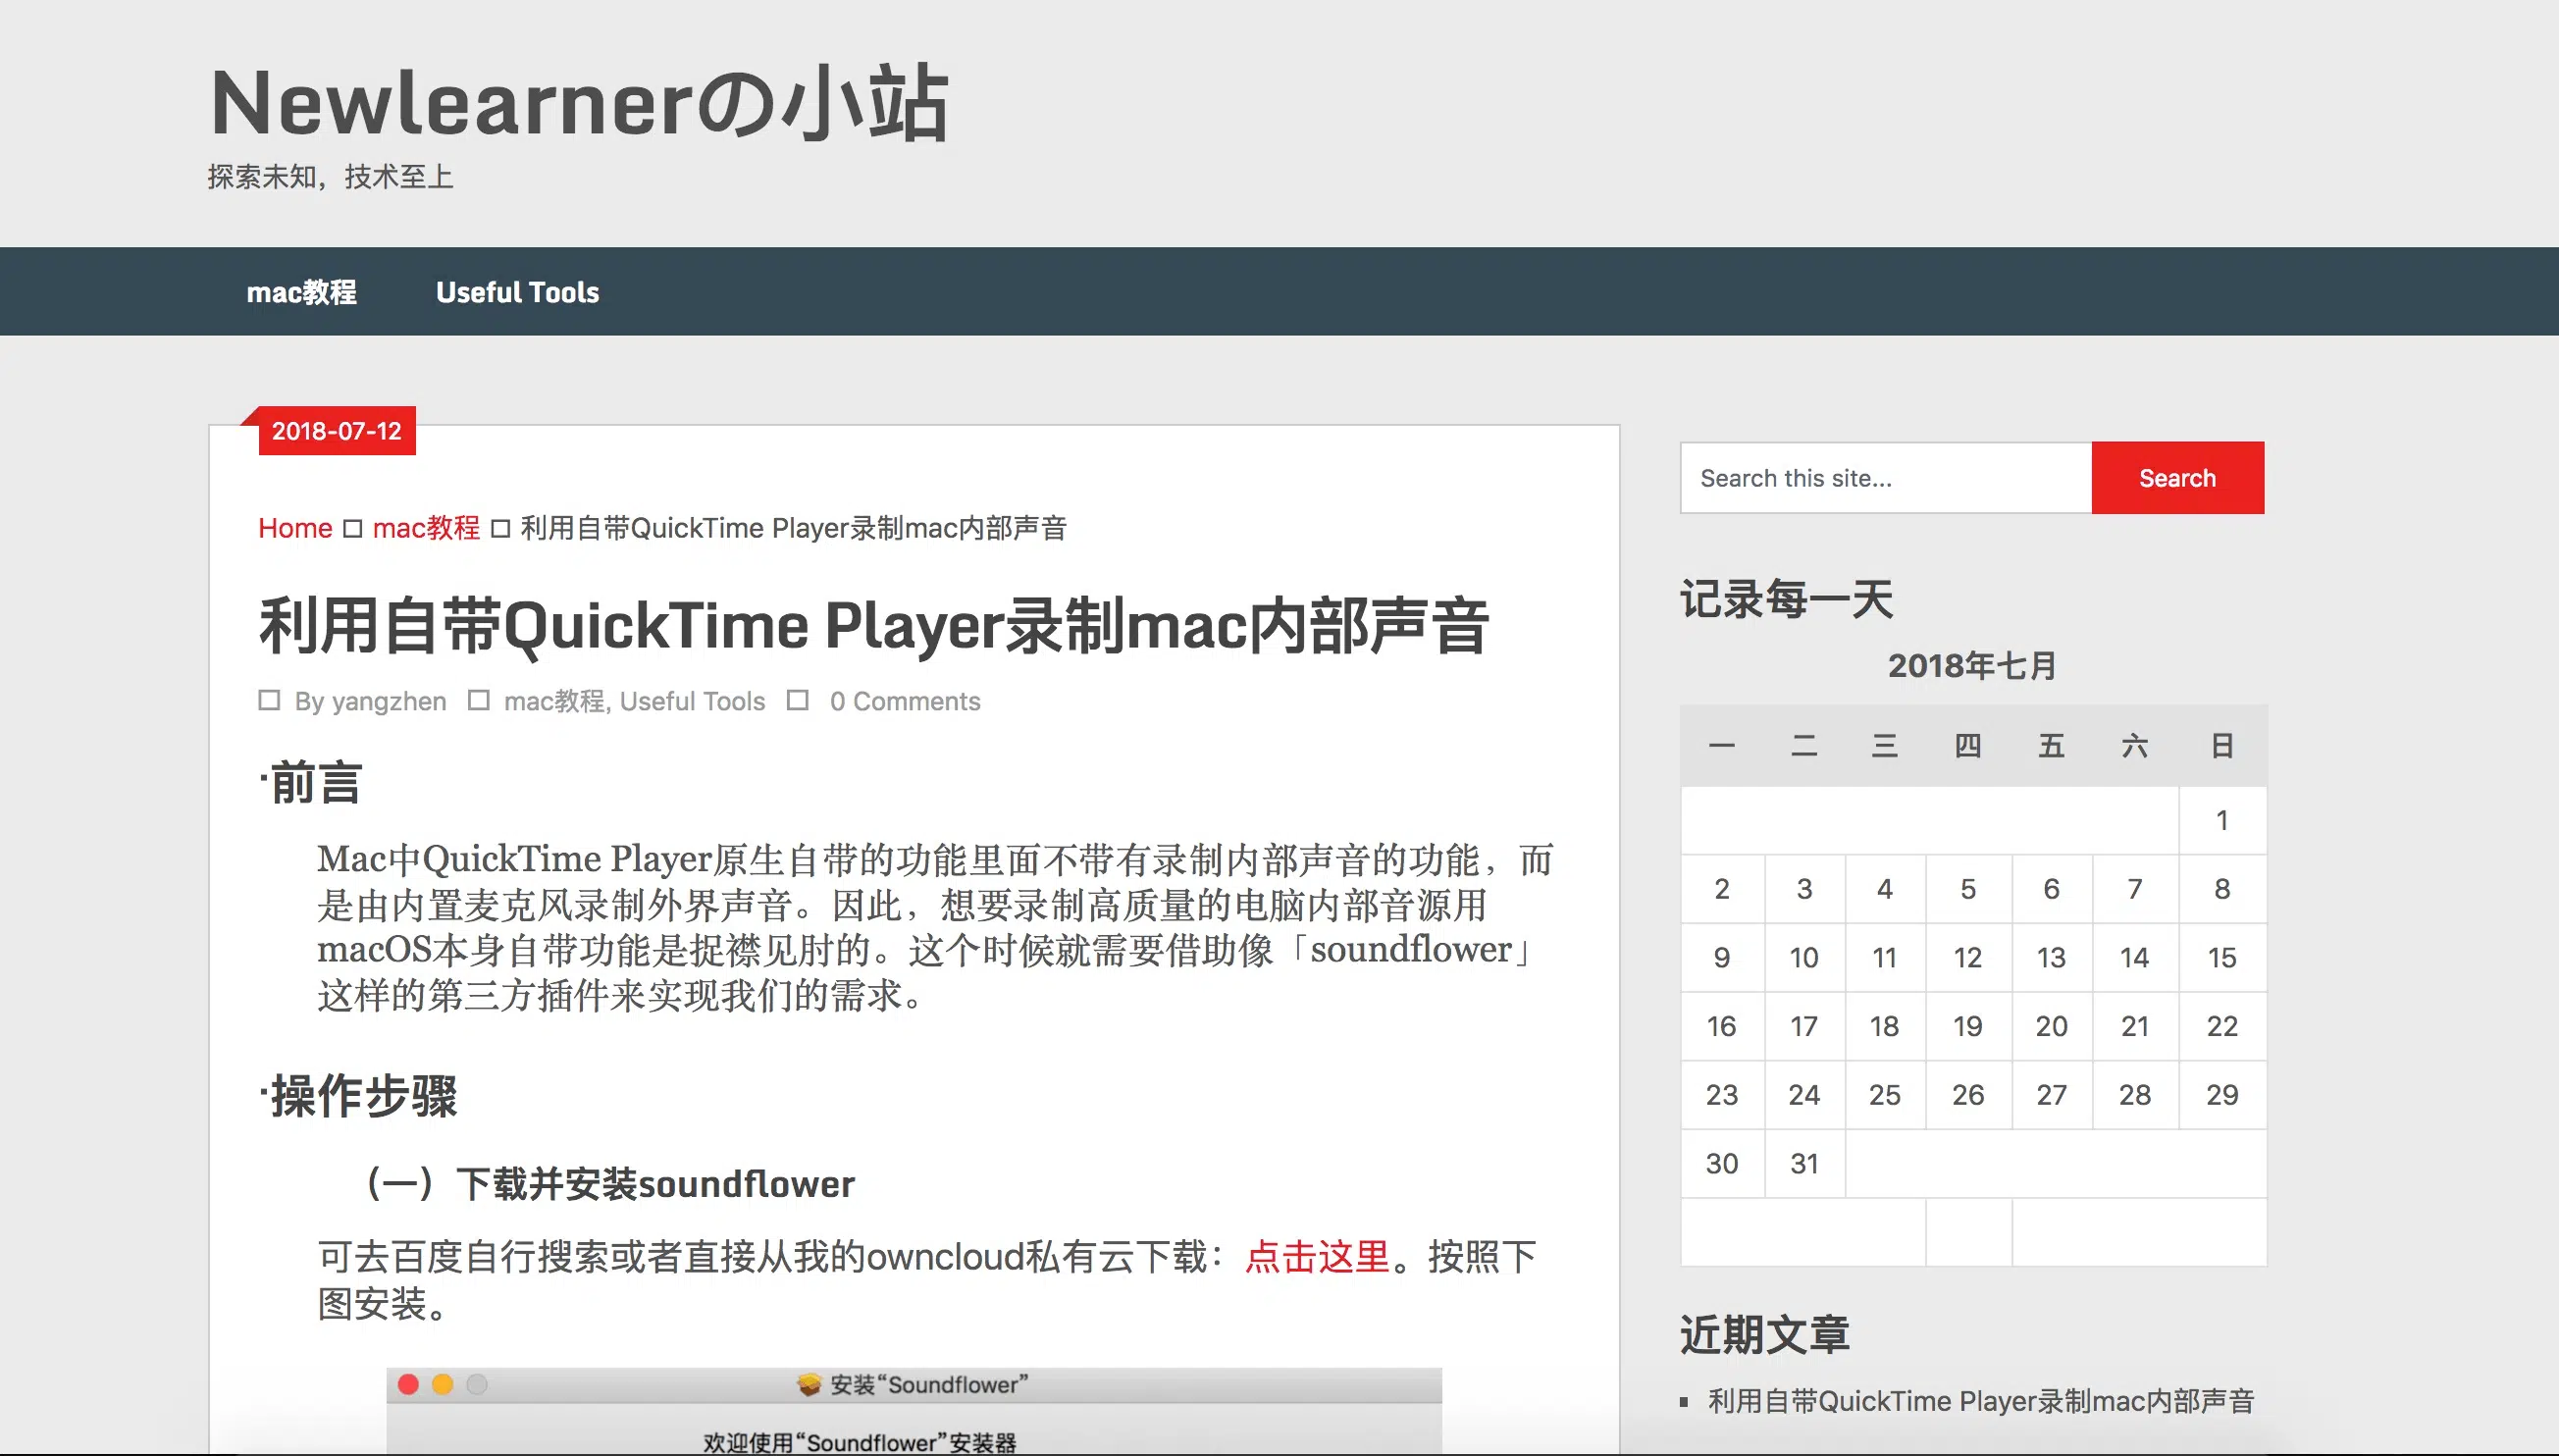 Newlearnerの小站
探索未知，技术至上
mac教程 Useful Tools
2018-07-12
Home □ mac教程 □ 利用自带QuickTime Player录制mac内部声音
利用自带QuickTime Player录制mac内部声音
□ By yangzhen □ mac教程, Useful Tools □ 0 Comments
·前言
Mac中QuickTime Player原生自带的功能里面不带有录制内部声音的功能，而
是由内置麦克风录制外界声音。因此，想要录制高质量的电脑内部音源用
macOS本身自带功能是捉襟见肘的。这个时候就需要借助像「soundflower」
这样的第三方插件来实现我们的需求。
·操作步骤
（一）下载并安装soundflower
可去百度自行搜索或者直接从我的owncloud私有云下载：点击这里。按照下
图安装。
安装“Soundflower”
欢迎使用“Soundflower”安装器
Search this site... Search
记录每一天
2018年七月
一 二 三 四 五 六 日
1
2 3 4 5 6 7 8
9 10 11 12 13 14 15
16 17 18 19 20 21 22
23 24 25 26 27 28 29
30 31
近期文章
▪ 利用自带QuickTime Player录制mac内部声音